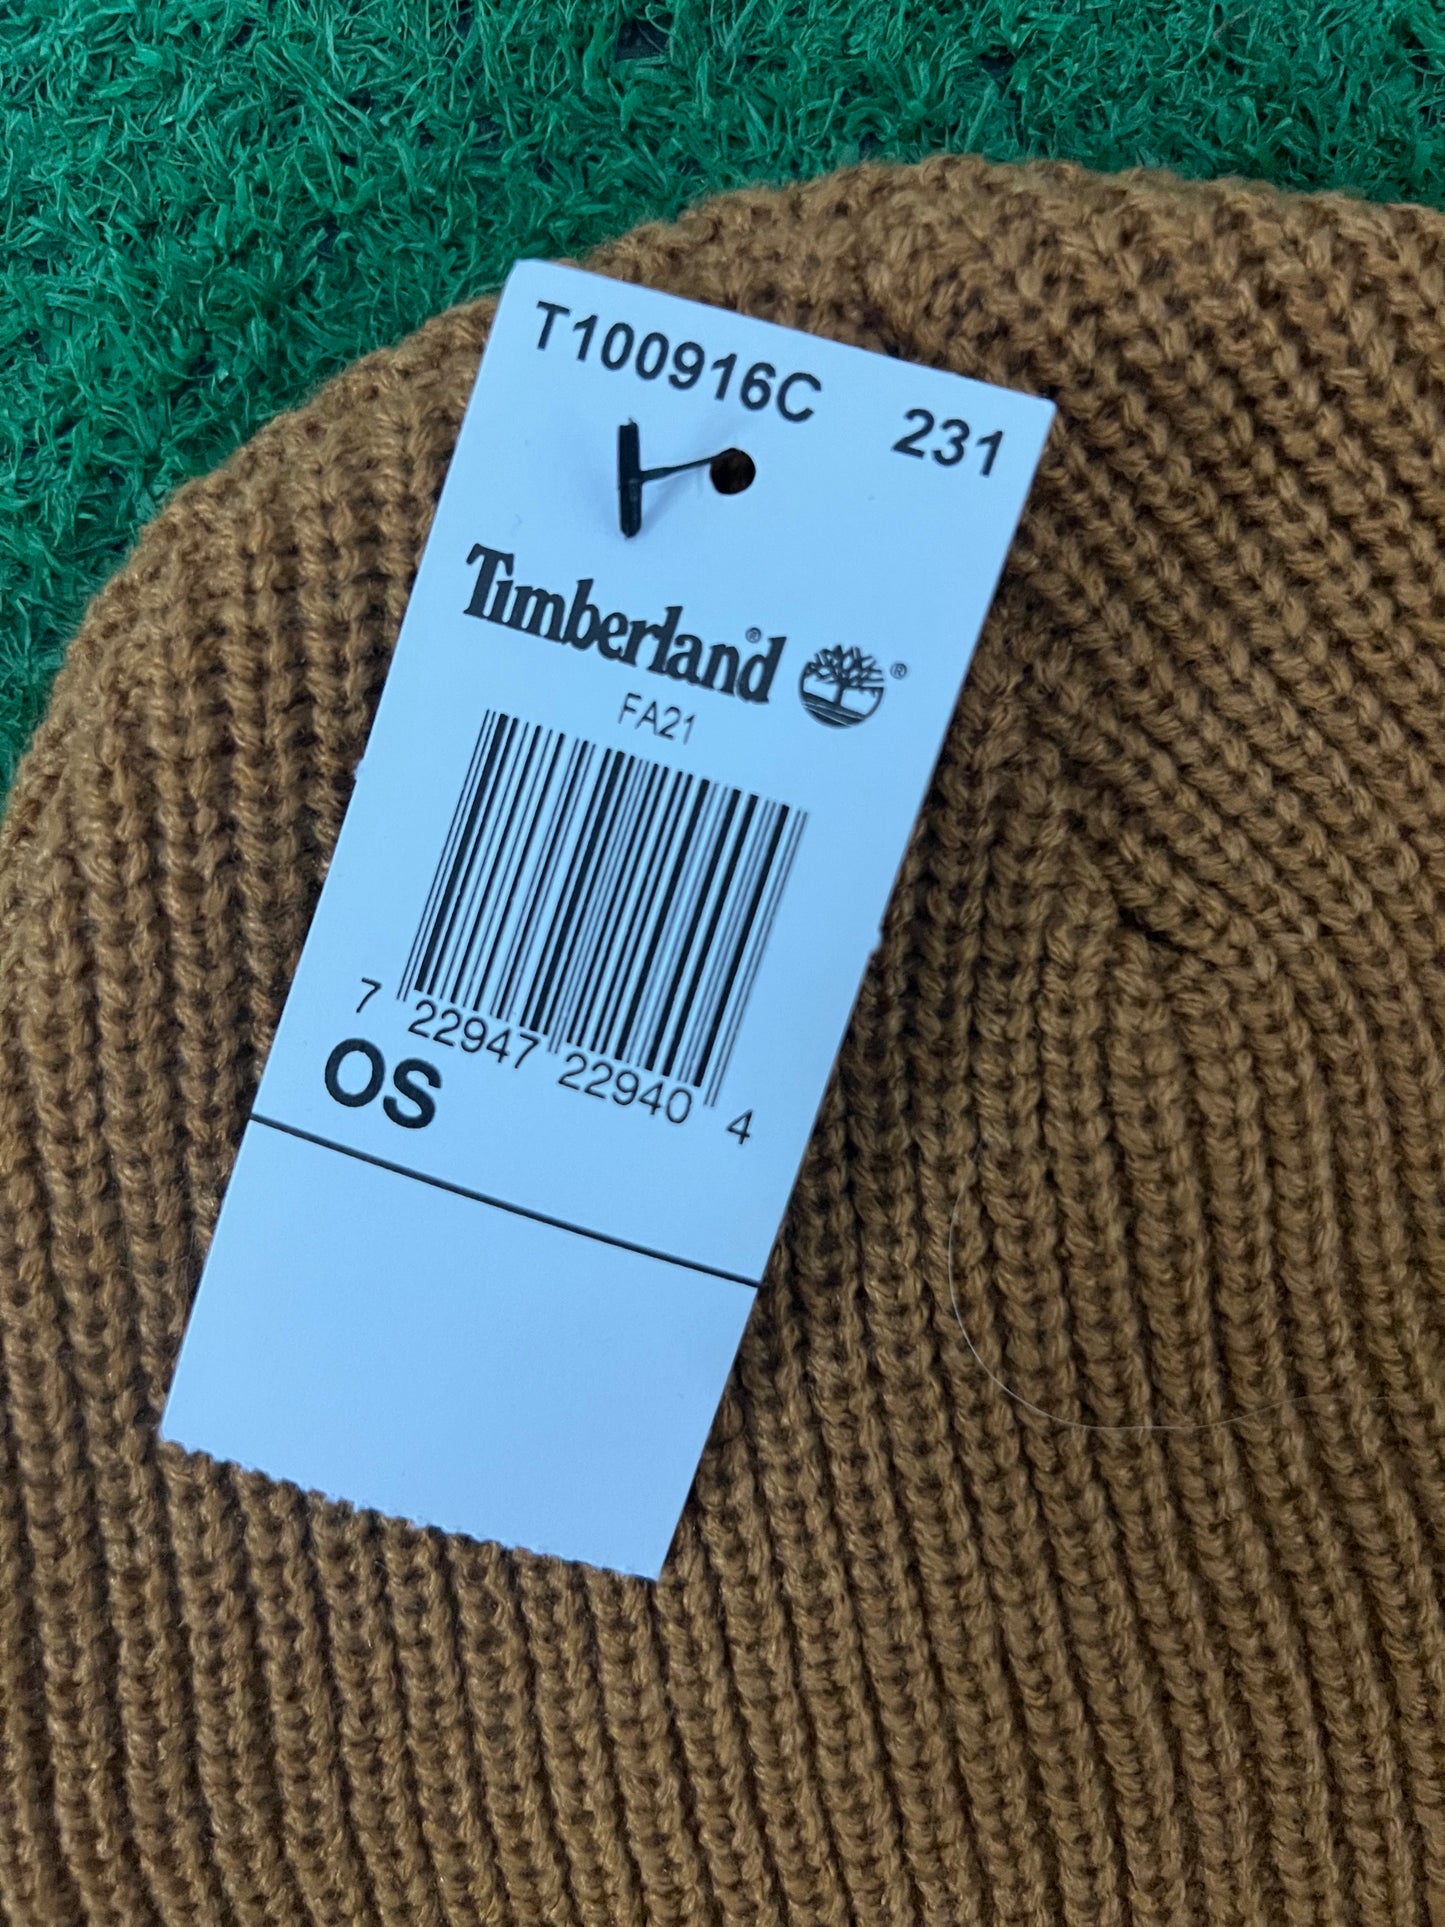 T100916C 231
Timberland® ®
FA21
7 22947 22940 4
OS